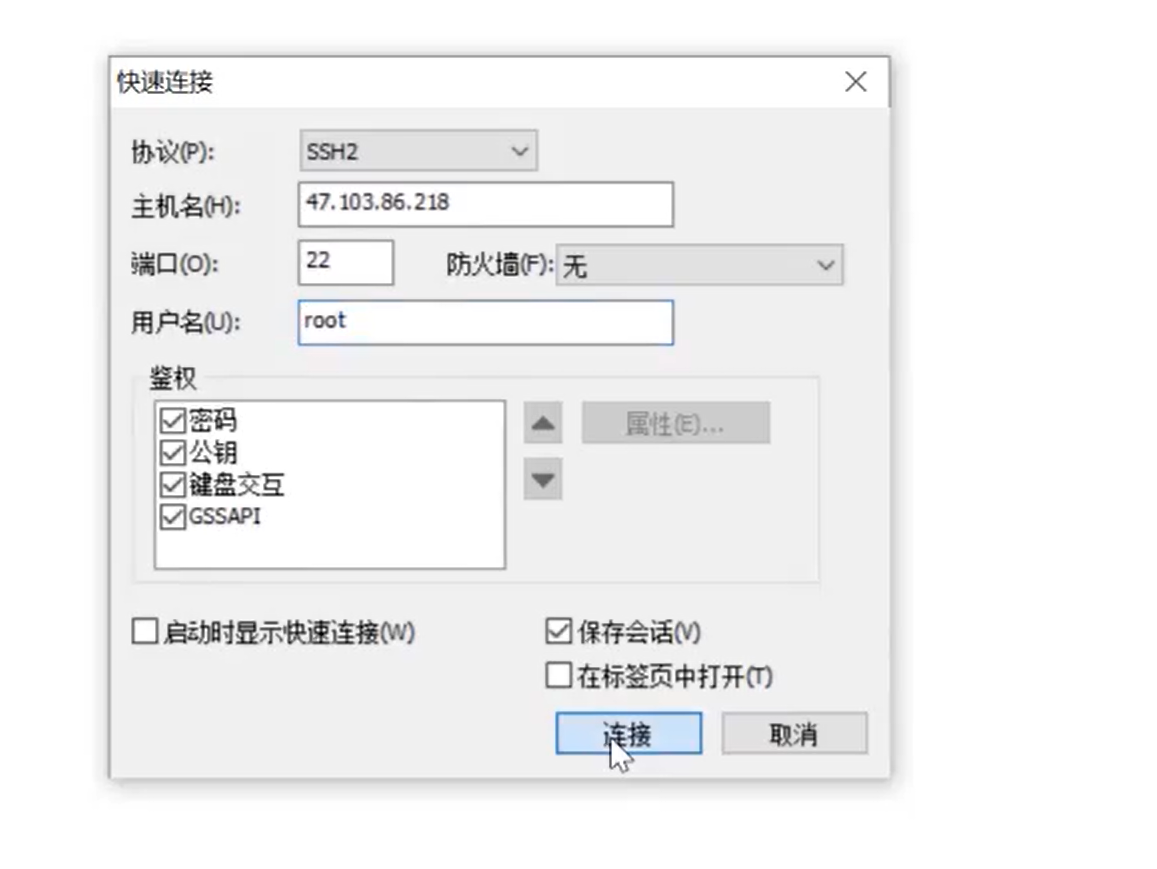 快速连接
协议(P): SSH2
主机名(H): 47.103.86.218
端口(O): 22 防火墙(F): 无
用户名(U): root
鉴权
密码
公钥
键盘交互
GSSAPI
属性(E)...
启动时显示快速连接(W) 保存会话(V)
在标签页中打开(T)
连接 取消